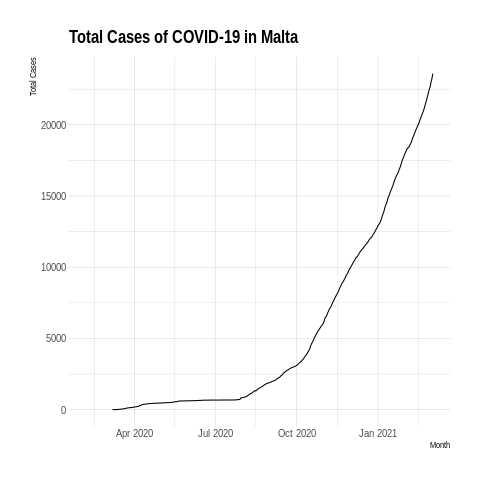 Total Cases of COVID-19 in Malta
Total Cases
20000
15000
10000
5000
0
Apr 2020 Jul 2020 Oct 2020 Jan 2021
Month